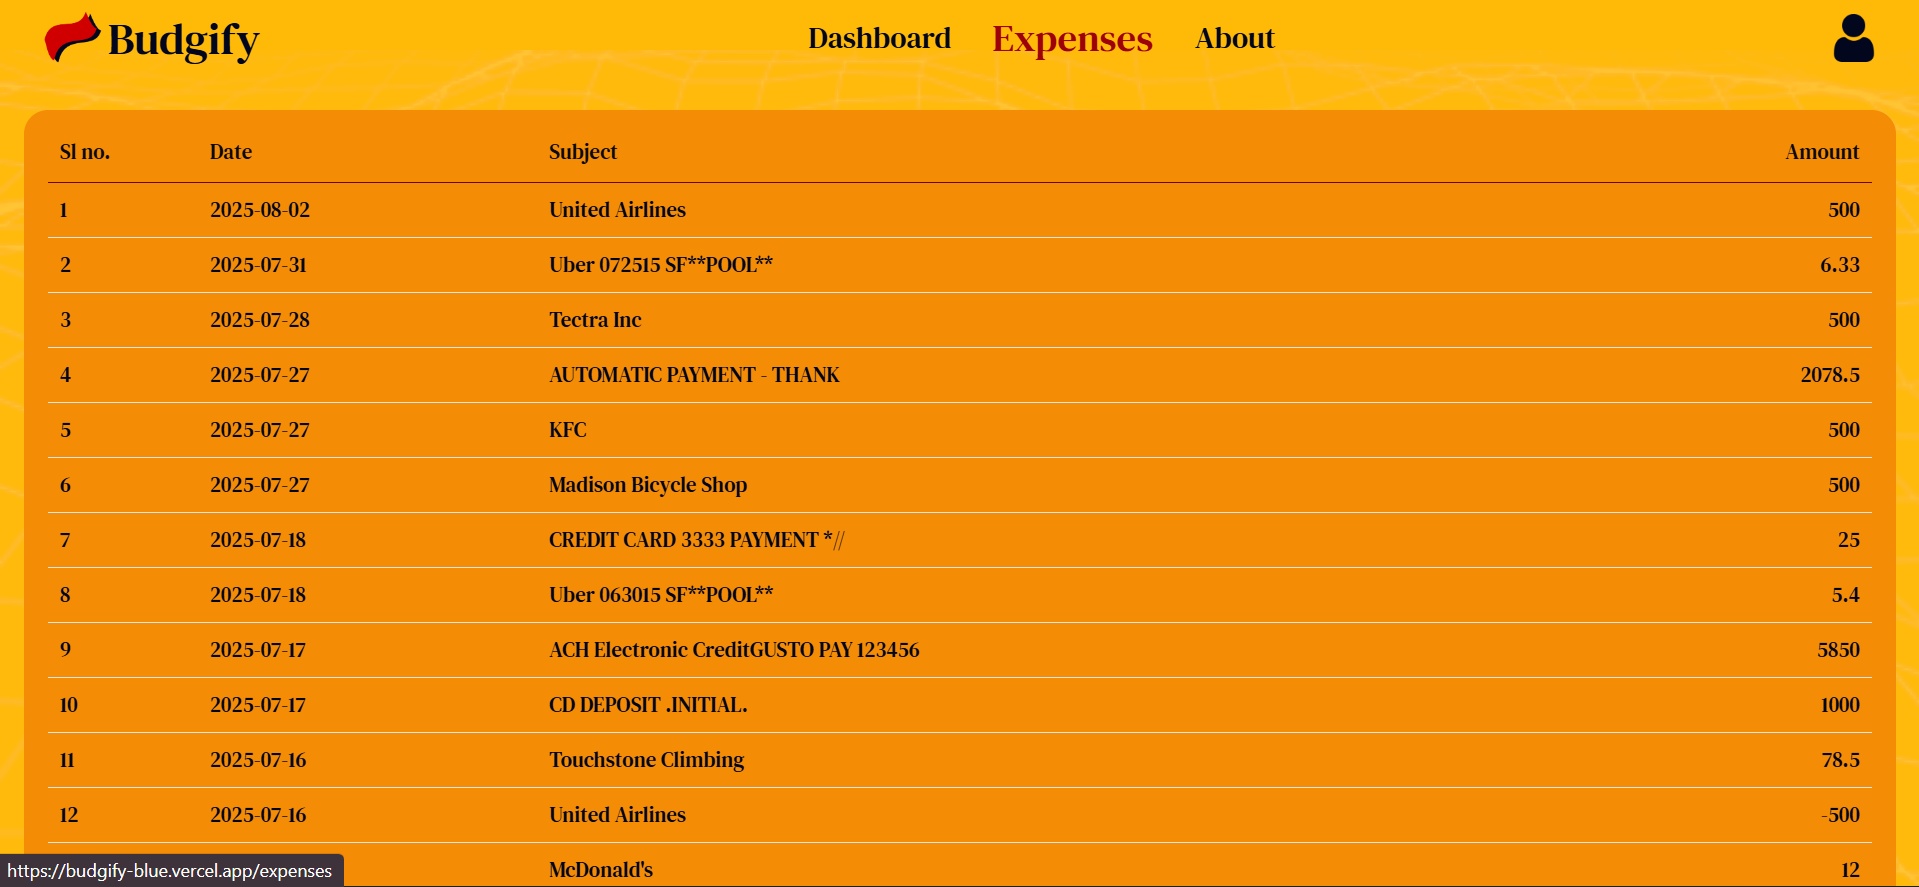 Budgify
Dashboard Expenses About
Sl no. Date Subject Amount
1 2025-08-02 United Airlines 500
2 2025-07-31 Uber 072515 SF**POOL** 6.33
3 2025-07-28 Tectra Inc 500
4 2025-07-27 AUTOMATIC PAYMENT - THANK 2078.5
5 2025-07-27 KFC 500
6 2025-07-27 Madison Bicycle Shop 500
7 2025-07-18 CREDIT CARD 3333 PAYMENT *// 25
8 2025-07-18 Uber 063015 SF**POOL** 5.4
9 2025-07-17 ACH Electronic CreditGUSTO PAY 123456 5850
10 2025-07-17 CD DEPOSIT .INITIAL. 1000
11 2025-07-16 Touchstone Climbing 78.5
12 2025-07-16 United Airlines -500
McDonald's 12
https://budgify-blue.vercel.app/expenses